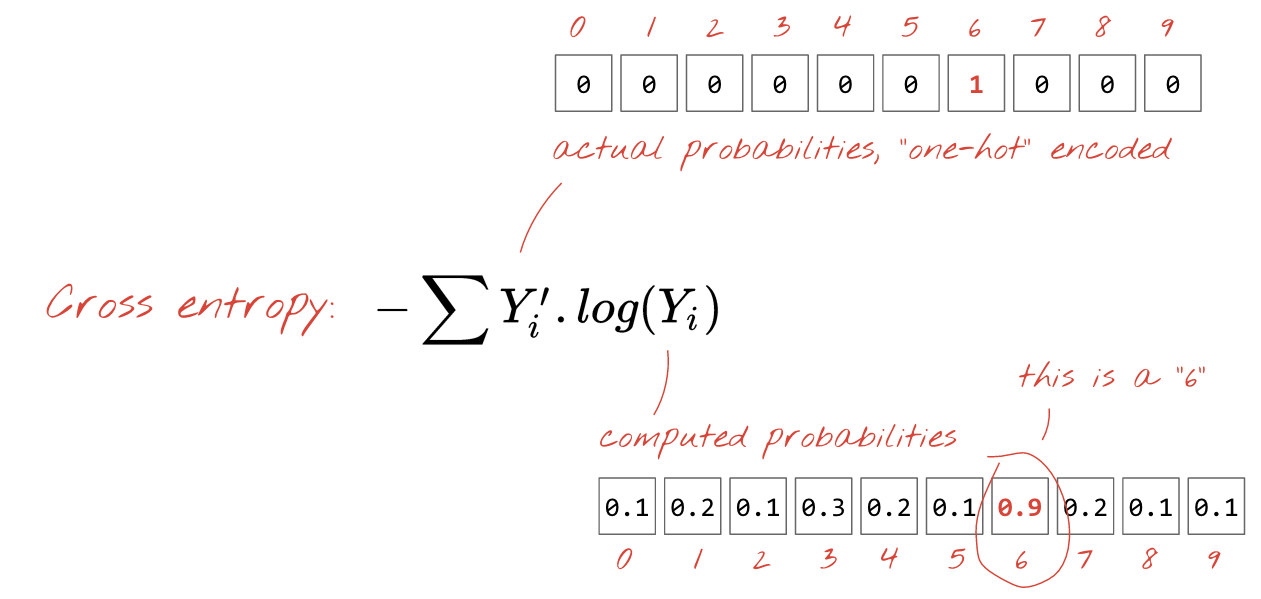 0 1 2 3 4 5 6 7 8 9
0 0 0 0 0 0 1 0 0 0
actual probabilities, "one-hot" encoded
Cross entropy: − ∑ Y′ᵢ . log(Yᵢ)
this is a "6"
computed probabilities
0.1 0.2 0.1 0.3 0.2 0.1 0.9 0.2 0.1 0.1
0 1 2 3 4 5 6 7 8 9